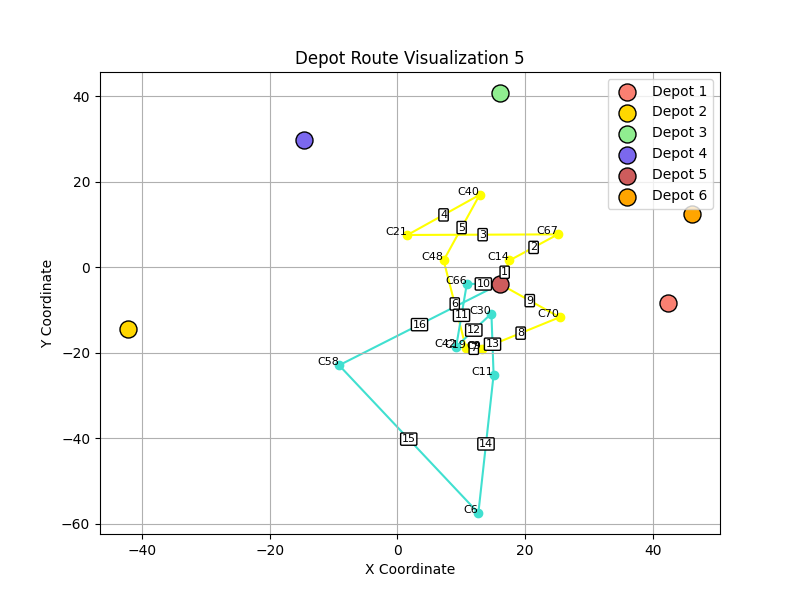 Depot Route Visualization 5
Depot 1
Depot 2
Depot 3
Depot 4
Depot 5
Depot 6
Y Coordinate
40
20
0
−20
−40
−60
C40
4
C21
5
3
C67
2
C48
C14
1
C66
10
9
6
11
C30
C70
16
12
8
C42
7
13
C58
C11
15
14
C6
−40
−20
0
20
40
X Coordinate